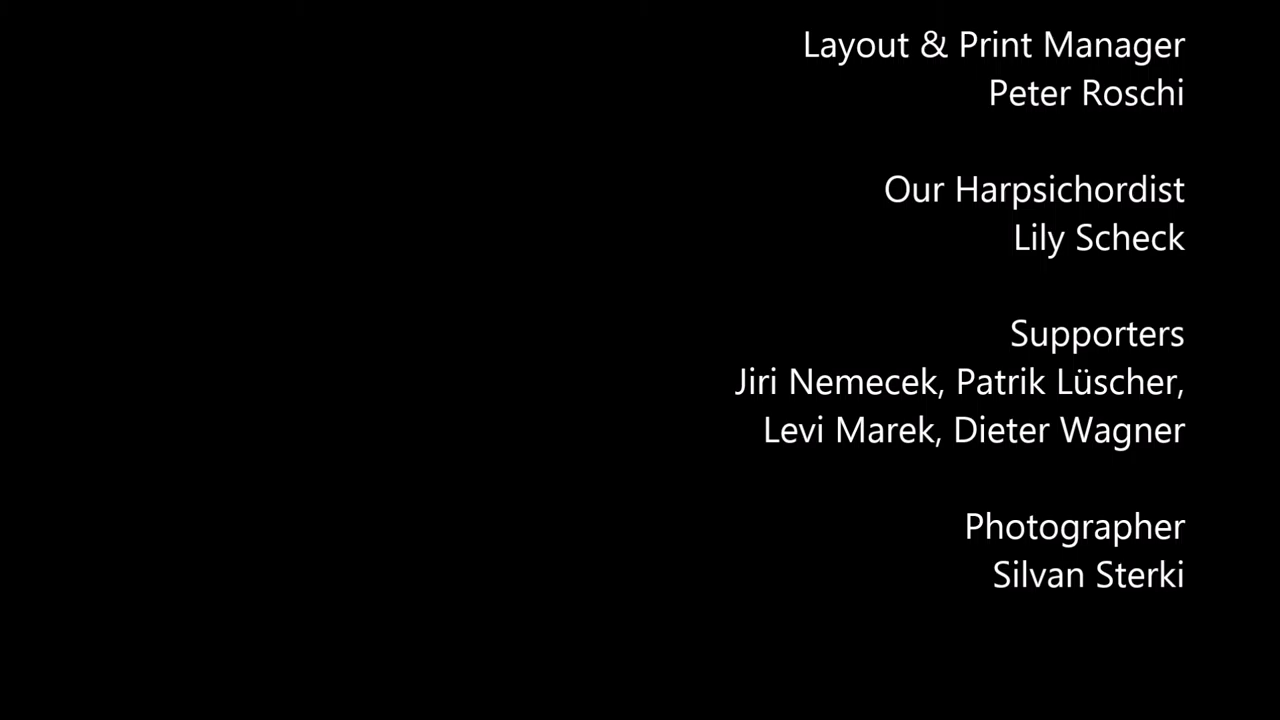 Layout & Print Manager
Peter Roschi
Our Harpsichordist
Lily Scheck
Supporters
Jiri Nemecek, Patrik Lüscher,
Levi Marek, Dieter Wagner
Photographer
Silvan Sterki